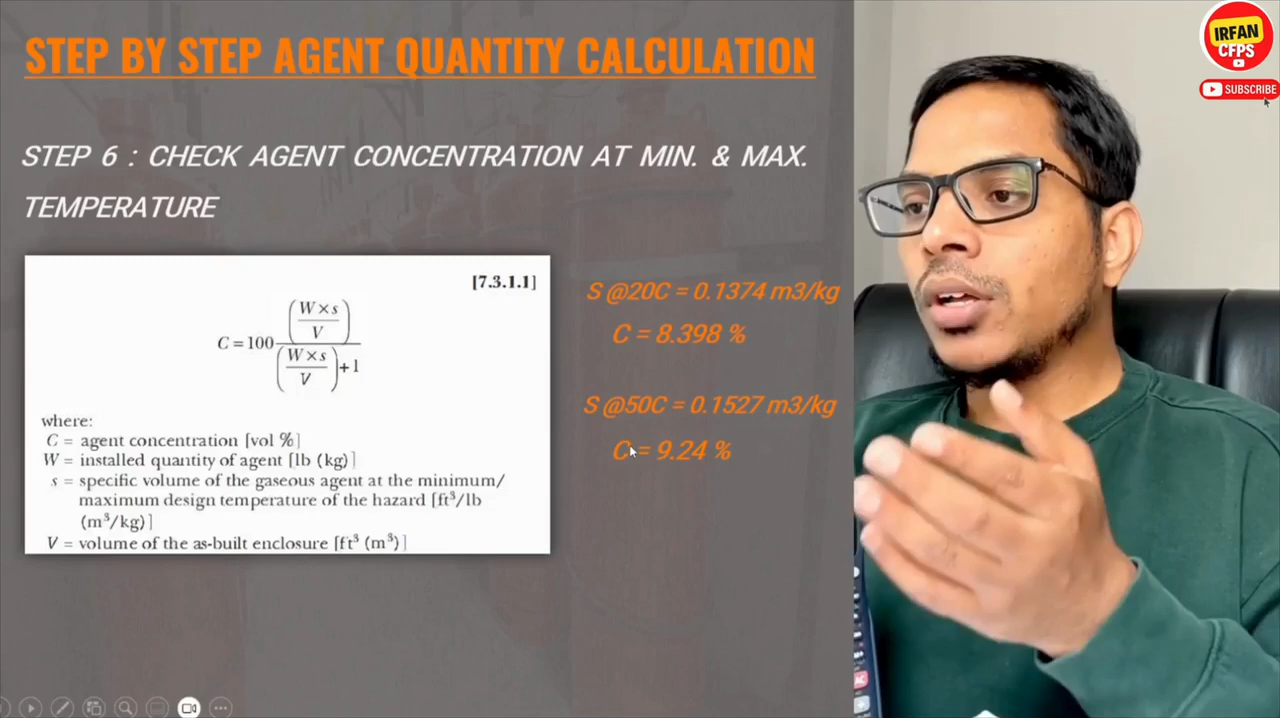 STEP BY STEP AGENT QUANTITY CALCULATION
IRFAN
CFPS
SUBSCRIBE
STEP 6 : CHECK AGENT CONCENTRATION AT MIN. & MAX.
TEMPERATURE
[7.3.1.1]
C = 100 (W × s / V) / ((W × s / V) + 1)
where:
C = agent concentration [vol %]
W = installed quantity of agent [lb (kg)]
s = specific volume of the gaseous agent at the minimum/
maximum design temperature of the hazard [ft³/lb
(m³/kg)]
V = volume of the as-built enclosure [ft³ (m³)]
S @20C = 0.1374 m3/kg
C = 8.398 %
S @50C = 0.1527 m3/kg
C = 9.24 %